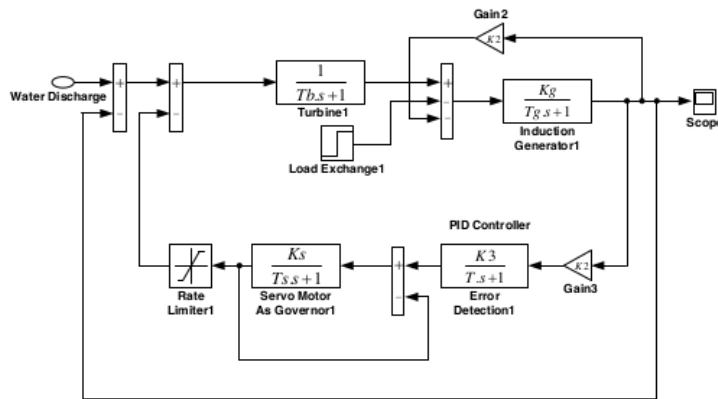 Gain2
K2
+
−
+
−
1
Tb.s+1
Turbine1
+
−
−
Kg
Tg.s+1
Induction
Generator1
Scope
Water Discharge
Load Exchange1
PID Controller
Rate
Limiter1
Ks
Ts.s+1
Servo Motor
As Governor1
+
−
K3
T.s+1
Error
Detection1
K2
Gain3